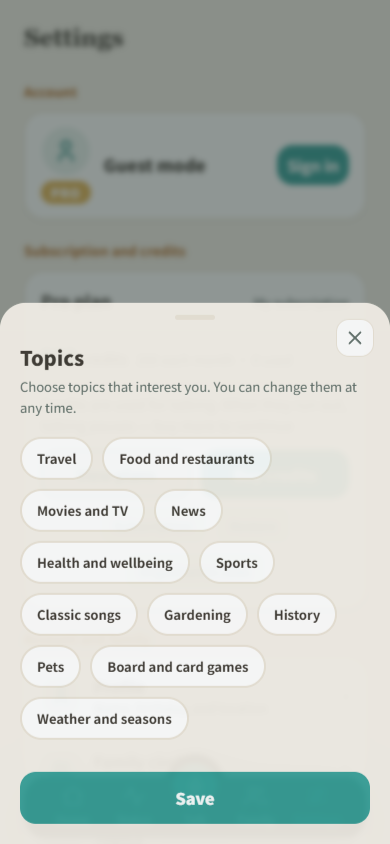 Settings
Account
Guest mode
Sign in
Subscription and credits
Topics
Choose topics that interest you. You can change them at
any time.
Travel
Food and restaurants
Movies and TV
News
Health and wellbeing
Sports
Classic songs
Gardening
History
Pets
Board and card games
Weather and seasons
Save